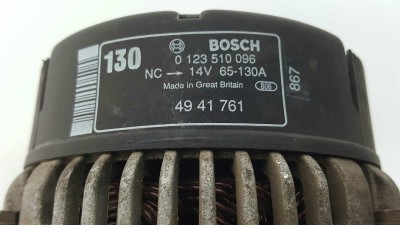 130
BOSCH
0 123 510 096
NC → 14V 65-130A
Made in Great Britain
49 41 761
867